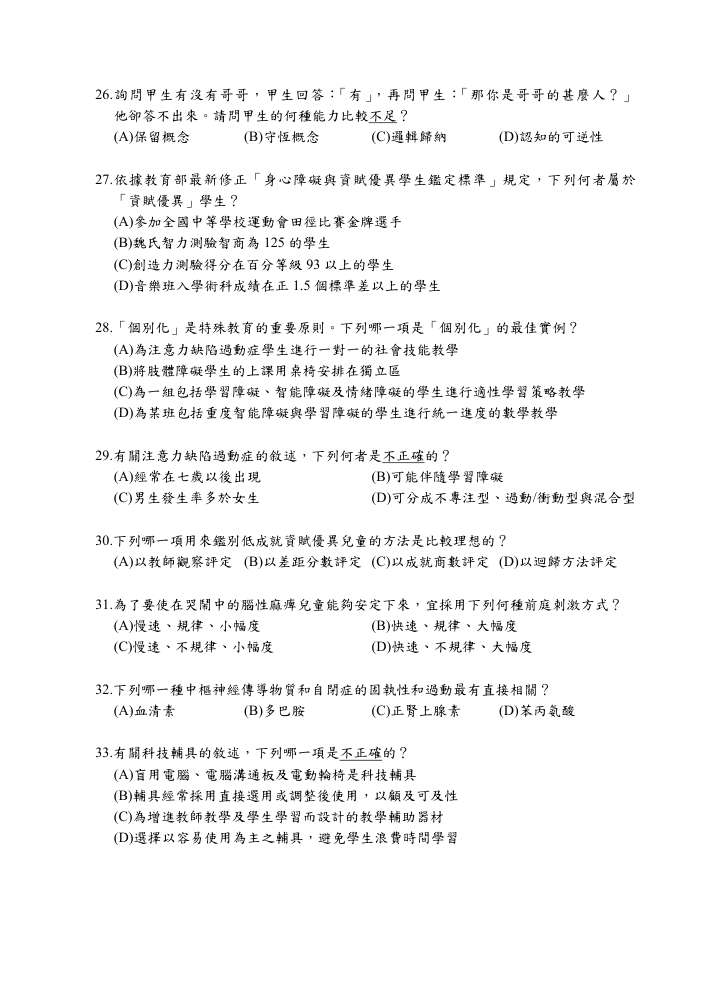 26.詢問甲生有沒有哥哥，甲生回答：「有」，再問甲生：「那你是哥哥的甚麼人？」
他卻答不出來。請問甲生的何種能力比較不足？
(A)保留概念 (B)守恆概念 (C)邏輯歸納 (D)認知的可逆性
27.依據教育部最新修正「身心障礙與資賦優異學生鑑定標準」規定，下列何者屬於
「資賦優異」學生？
(A)參加全國中等學校運動會田徑比賽金牌選手
(B)魏氏智力測驗智商為 125 的學生
(C)創造力測驗得分在百分等級 93 以上的學生
(D)音樂班入學術科成績在正 1.5 個標準差以上的學生
28.「個別化」是特殊教育的重要原則。下列哪一項是「個別化」的最佳實例？
(A)為注意力缺陷過動症學生進行一對一的社會技能教學
(B)將肢體障礙學生的上課用桌椅安排在獨立區
(C)為一組包括學習障礙、智能障礙及情緒障礙的學生進行適性學習策略教學
(D)為某班包括重度智能障礙與學習障礙的學生進行統一進度的數學教學
29.有關注意力缺陷過動症的敘述，下列何者是不正確的？
(A)經常在七歲以後出現 (B)可能伴隨學習障礙
(C)男生發生率多於女生 (D)可分成不專注型、過動/衝動型與混合型
30.下列哪一項用來鑑別低成就資賦優異兒童的方法是比較理想的？
(A)以教師觀察評定 (B)以差距分數評定 (C)以成就商數評定 (D)以迴歸方法評定
31.為了要使在哭鬧中的腦性麻痺兒童能夠安定下來，宜採用下列何種前庭刺激方式？
(A)慢速、規律、小幅度 (B)快速、規律、大幅度
(C)慢速、不規律、小幅度 (D)快速、不規律、大幅度
32.下列哪一種中樞神經傳導物質和自閉症的固執性和過動最有直接相關？
(A)血清素 (B)多巴胺 (C)正腎上腺素 (D)苯丙氨酸
33.有關科技輔具的敘述，下列哪一項是不正確的？
(A)盲用電腦、電腦溝通板及電動輪椅是科技輔具
(B)輔具經常採用直接選用或調整後使用，以顧及可及性
(C)為增進教師教學及學生學習而設計的教學輔助器材
(D)選擇以容易使用為主之輔具，避免學生浪費時間學習